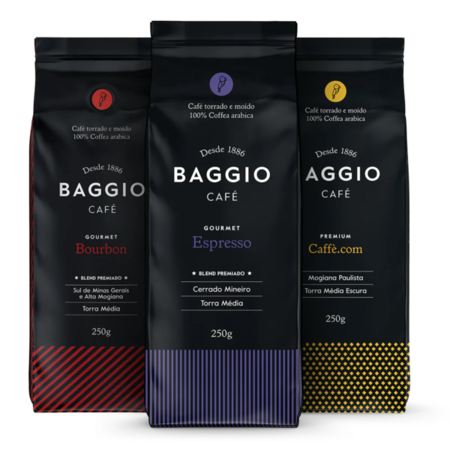 Café torrado e moído
100% Coffea arabica
Desde 1886
BAGGIO
CAFÉ
GOURMET
Bourbon
★ BLEND PREMIADO ★
Sul de Minas Gerais
e Alta Mogiana
Torra Média
250g
Café torrado e moído
100% Coffea arabica
Desde 1886
BAGGIO
CAFÉ
GOURMET
Espresso
★ BLEND PREMIADO ★
Cerrado Mineiro
Torra Média
250g
Café torrado e moído
100% Coffea arabica
Desde 1886
AGGIO
CAFÉ
PREMIUM
Caffè.com
Mogiana Paulista
Torra Média Escura
250g